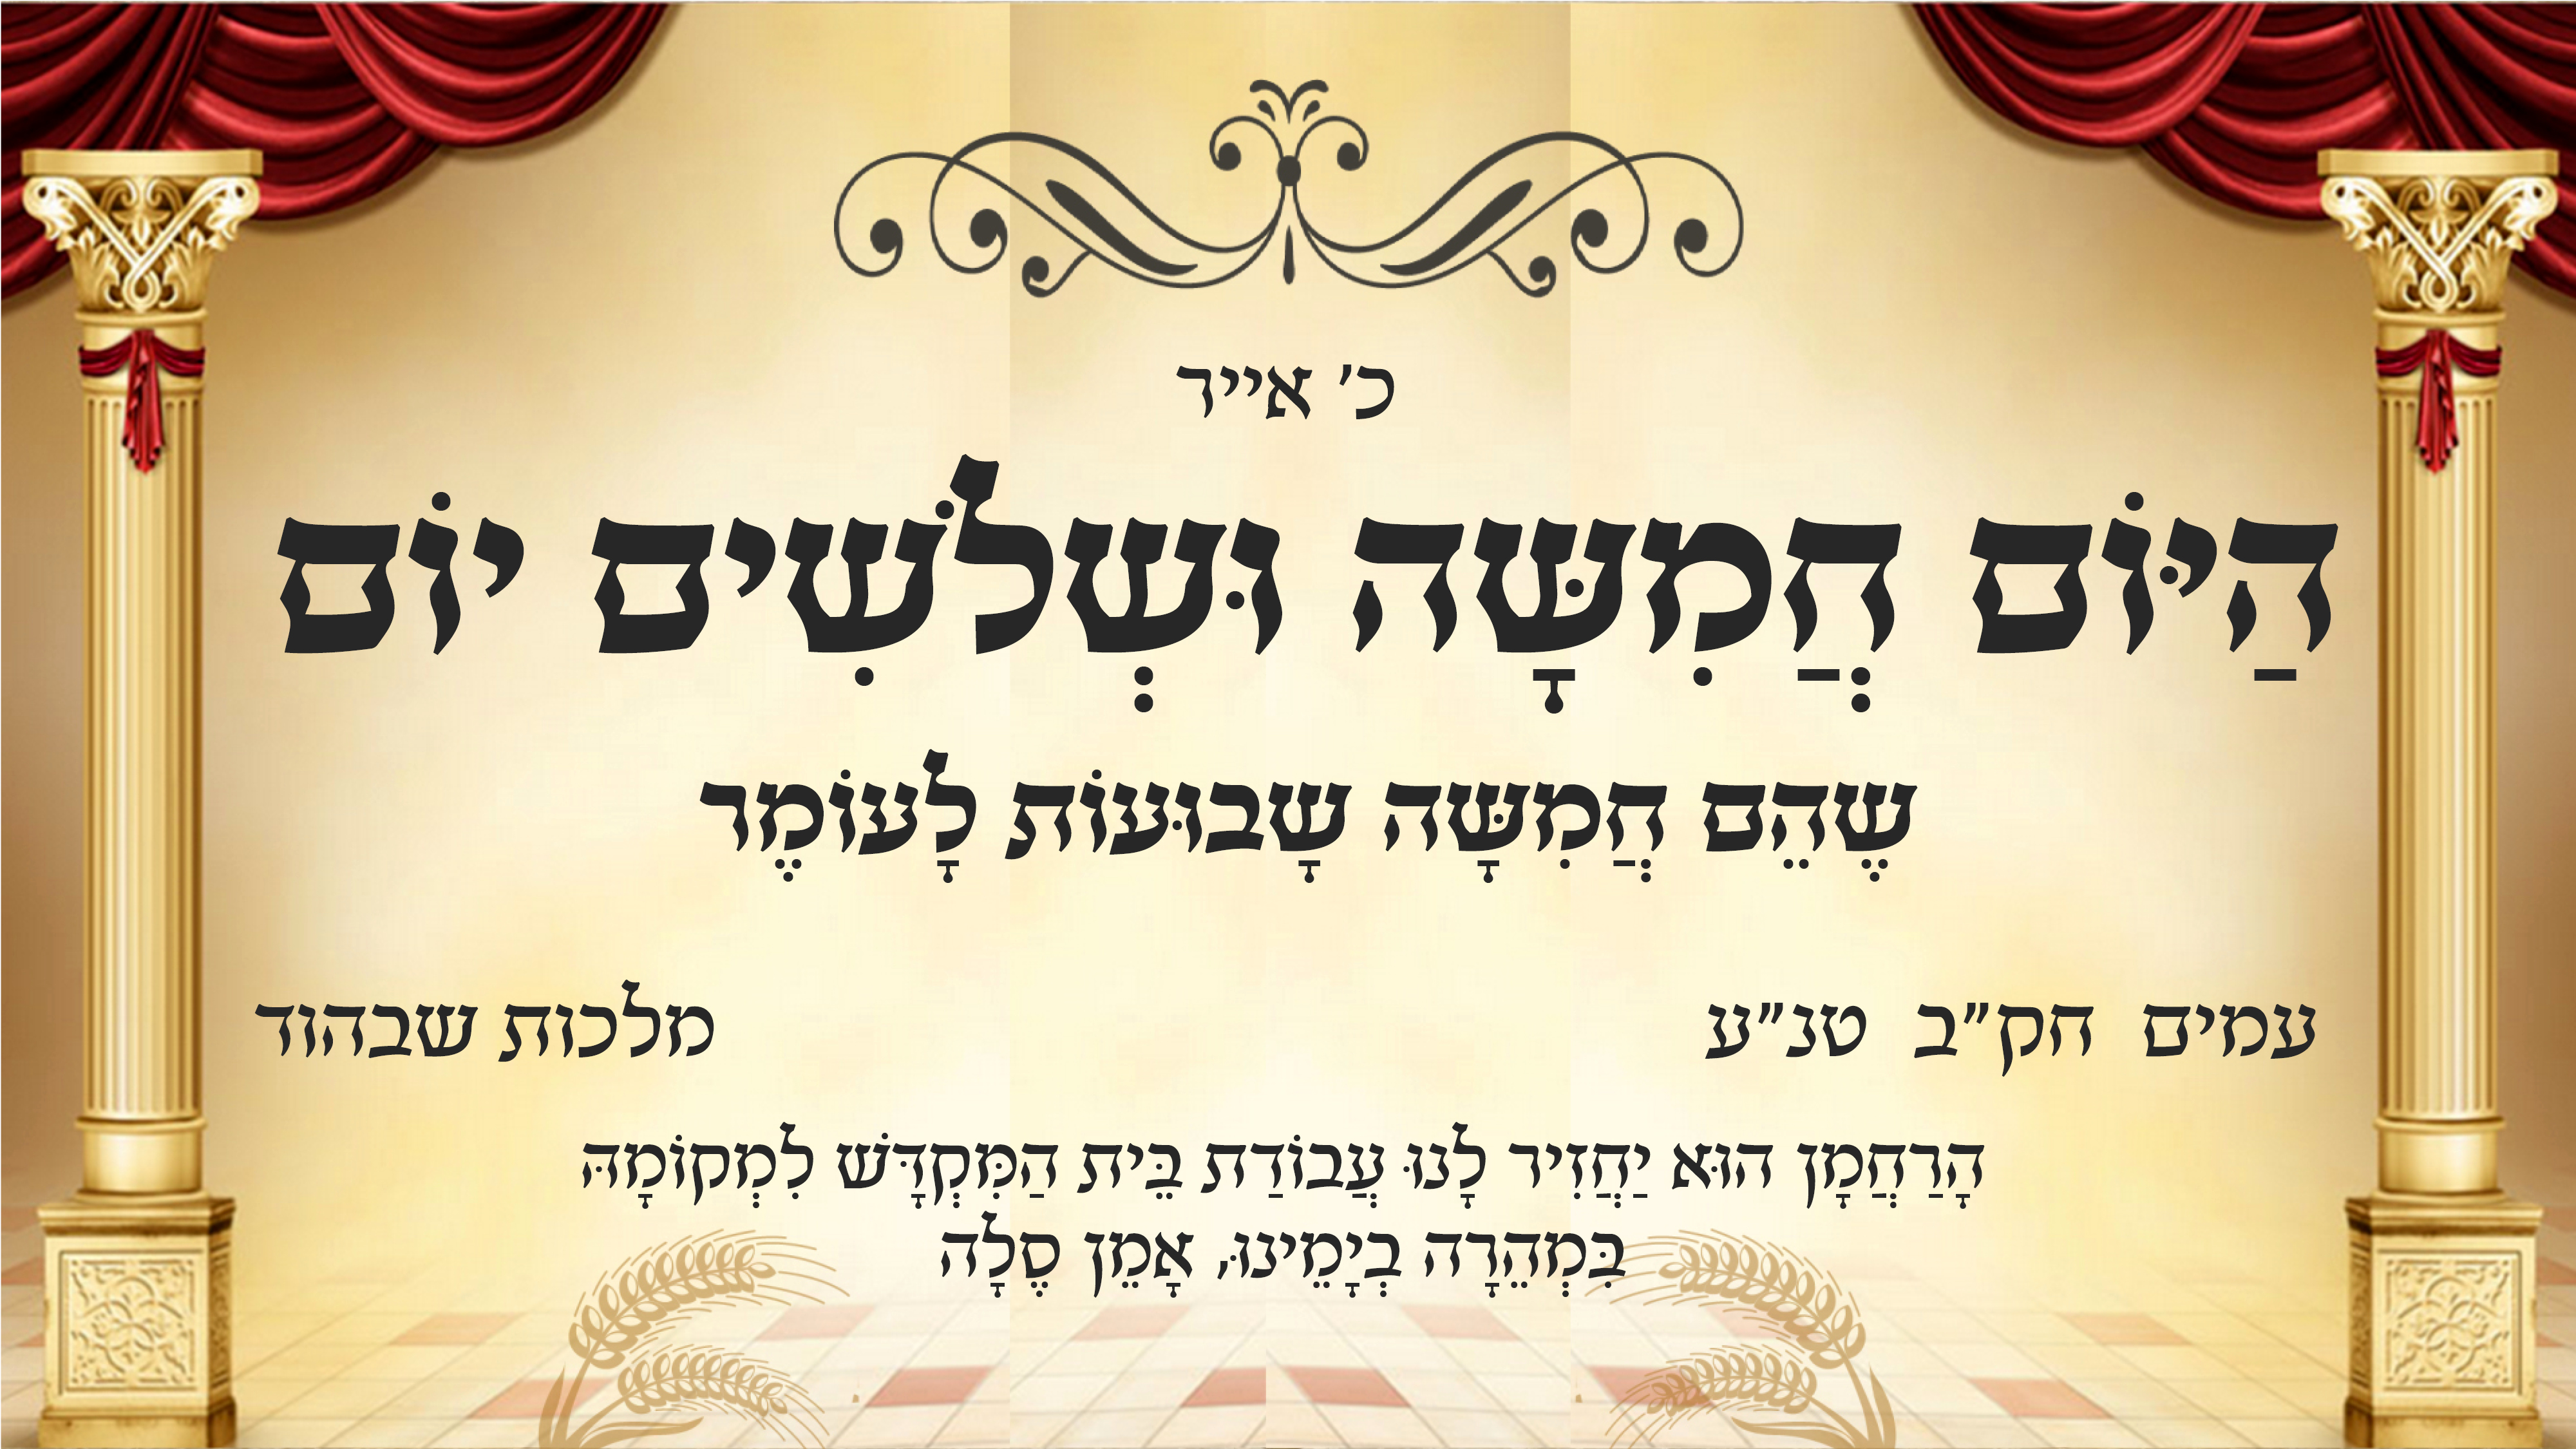 כ' אייר
הַיּוֹם חֲמִשָּׁה וּשְׁלֹשִׁים יוֹם
שֶׁהֵם חֲמִשָּׁה שָׁבוּעוֹת לָעוֹמֶר
עמים חק"ב טנ"ע
מלכות שבהוד
הָרַחֲמָן הוּא יַחֲזִיר לָנוּ עֲבוֹדַת בֵּית הַמִּקְדָּשׁ לִמְקוֹמָהּ
בִּמְהֵרָה בְיָמֵינוּ, אָמֵן סֶלָה